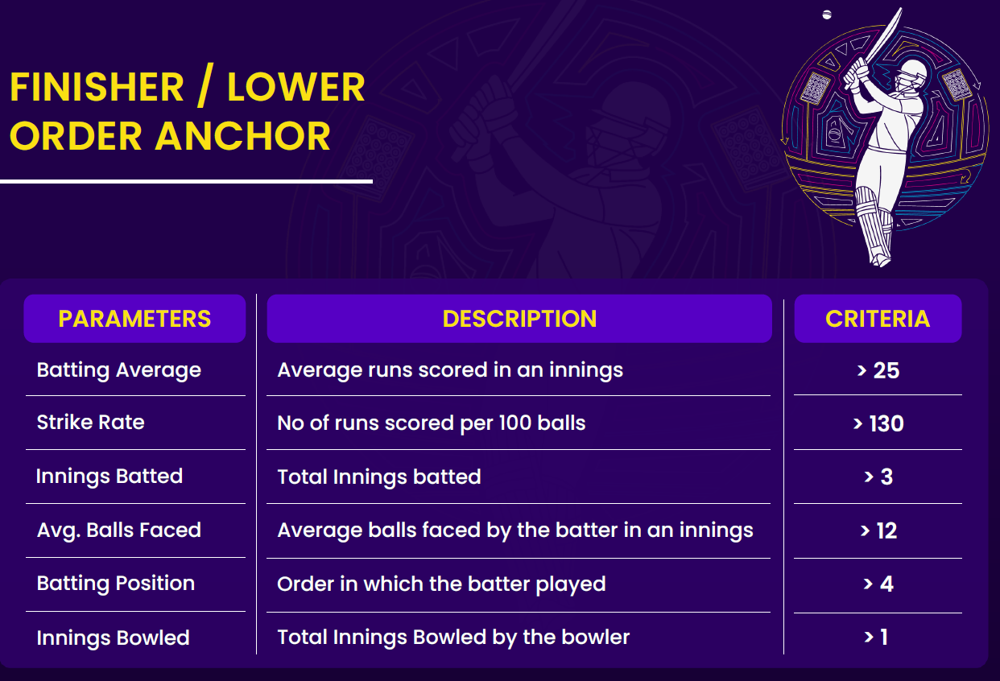 FINISHER / LOWER
ORDER ANCHOR
PARAMETERS DESCRIPTION CRITERIA
Batting Average Average runs scored in an innings > 25
Strike Rate No of runs scored per 100 balls > 130
Innings Batted Total Innings batted > 3
Avg. Balls Faced Average balls faced by the batter in an innings > 12
Batting Position Order in which the batter played > 4
Innings Bowled Total Innings Bowled by the bowler > 1